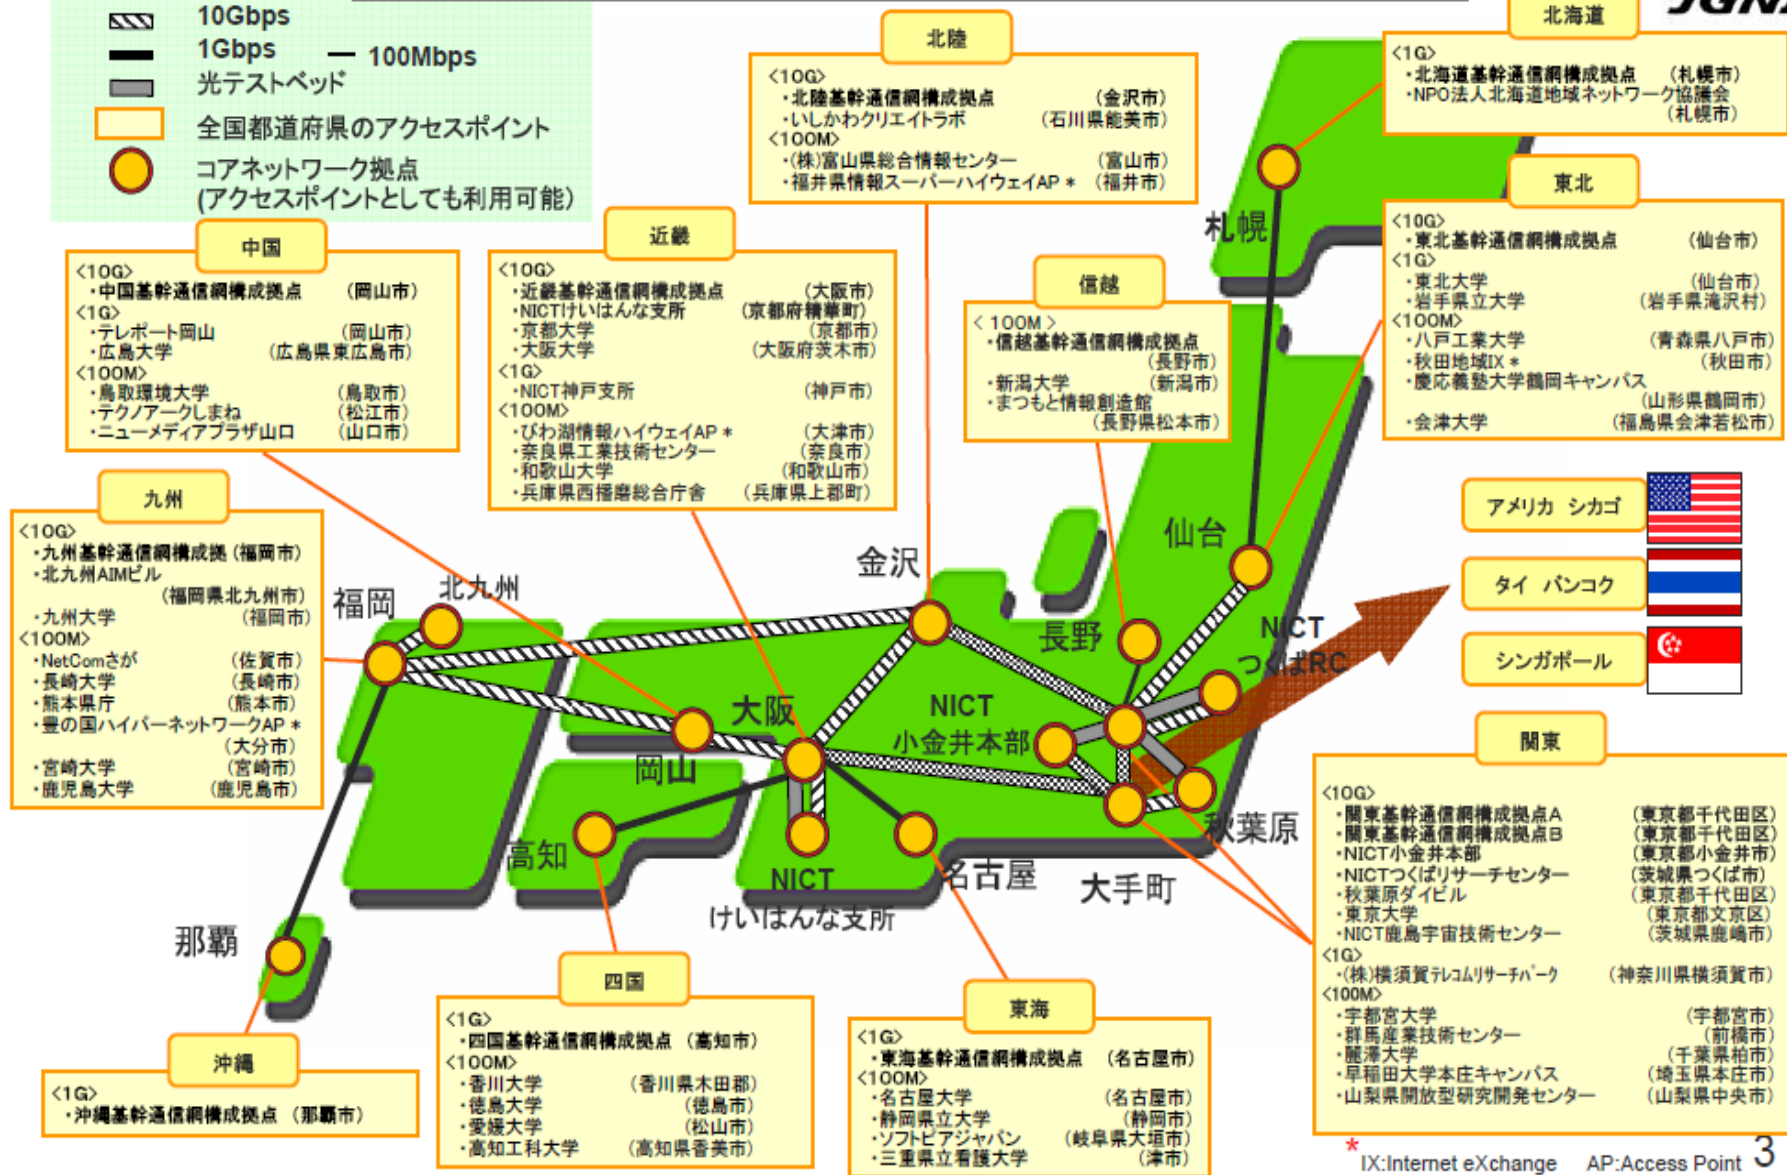 10Gbps
1Gbps
100Mbps
光テストベッド
全国都道府県のアクセスポイント
コアネットワーク拠点
(アクセスポイントとしても利用可能)
北陸
<10G>
・北陸基幹通信網構成拠点 (金沢市)
・いしかわクリエイトラボ (石川県能美市)
<100M>
・(株)富山県総合情報センター (富山市)
・福井県情報スーパーハイウェイAP * (福井市)
北海道
<1G>
・北海道基幹通信網構成拠点 (札幌市)
・NPO法人北海道地域ネットワーク協議会
(札幌市)
東北
<10G>
・東北基幹通信網構成拠点 (仙台市)
<1G>
・東北大学 (仙台市)
・岩手県立大学 (岩手県滝沢村)
<100M>
・八戸工業大学 (青森県八戸市)
・秋田地域IX * (秋田市)
・慶応義塾大学鶴岡キャンパス
(山形県鶴岡市)
・会津大学 (福島県会津若松市)
中国
<10G>
・中国基幹通信網構成拠点 (岡山市)
<1G>
・テレポート岡山 (岡山市)
・広島大学 (広島県東広島市)
<100M>
・鳥取環境大学 (鳥取市)
・テクノアークしまね (松江市)
・ニューメディアプラザ山口 (山口市)
近畿
<10G>
・近畿基幹通信網構成拠点 (大阪市)
・NICTけいはんな支所 (京都府精華町)
・京都大学 (京都市)
・大阪大学 (大阪府茨木市)
<1G>
・NICT神戸支所 (神戸市)
<100M>
・びわ湖情報ハイウェイAP * (大津市)
・奈良県工業技術センター (奈良市)
・和歌山大学 (和歌山市)
・兵庫県西播磨総合庁舎 (兵庫県上郡町)
信越
< 100M >
・信越基幹通信網構成拠点
(長野市)
・新潟大学 (新潟市)
・まつもと情報創造館
(長野県松本市)
九州
<10G>
・九州基幹通信網構成拠 (福岡市)
・北九州AIMビル
(福岡県北九州市)
・九州大学 (福岡市)
<100M>
・NetComさが (佐賀市)
・長崎大学 (長崎市)
・熊本県庁 (熊本市)
・豊の国ハイパーネットワークAP *
(大分市)
・宮崎大学 (宮崎市)
・鹿児島大学 (鹿児島市)
札幌
仙台
金沢
北九州
福岡
長野
NICT
つくばRC
NICT
小金井本部
大阪
岡山
高知
NICT
けいはんな支所
名古屋
大手町
秋葉原
那覇
アメリカ シカゴ
タイ バンコク
シンガポール
関東
<10G>
・関東基幹通信網構成拠点A (東京都千代田区)
・関東基幹通信網構成拠点B (東京都千代田区)
・NICT小金井本部 (東京都小金井市)
・NICTつくばリサーチセンター (茨城県つくば市)
・秋葉原ダイビル (東京都千代田区)
・東京大学 (東京都文京区)
・NICT鹿島宇宙技術センター (茨城県鹿嶋市)
<1G>
・(株)横須賀テレコムリサーチパーク (神奈川県横須賀市)
<100M>
・宇都宮大学 (宇都宮市)
・群馬産業技術センター (前橋市)
・麗澤大学 (千葉県柏市)
・早稲田大学本庄キャンパス (埼玉県本庄市)
・山梨県開放型研究開発センター (山梨県中央市)
沖縄
<1G>
・沖縄基幹通信網構成拠点 (那覇市)
四国
<1G>
・四国基幹通信網構成拠点 (高知市)
<100M>
・香川大学 (香川県木田郡)
・徳島大学 (徳島市)
・愛媛大学 (松山市)
・高知工科大学 (高知県香美市)
東海
<1G>
・東海基幹通信網構成拠点 (名古屋市)
<100M>
・名古屋大学 (名古屋市)
・静岡県立大学 (静岡市)
・ソフトピアジャパン (岐阜県大垣市)
・三重県立看護大学 (津市)
* IX:Internet eXchange AP:Access Point 3